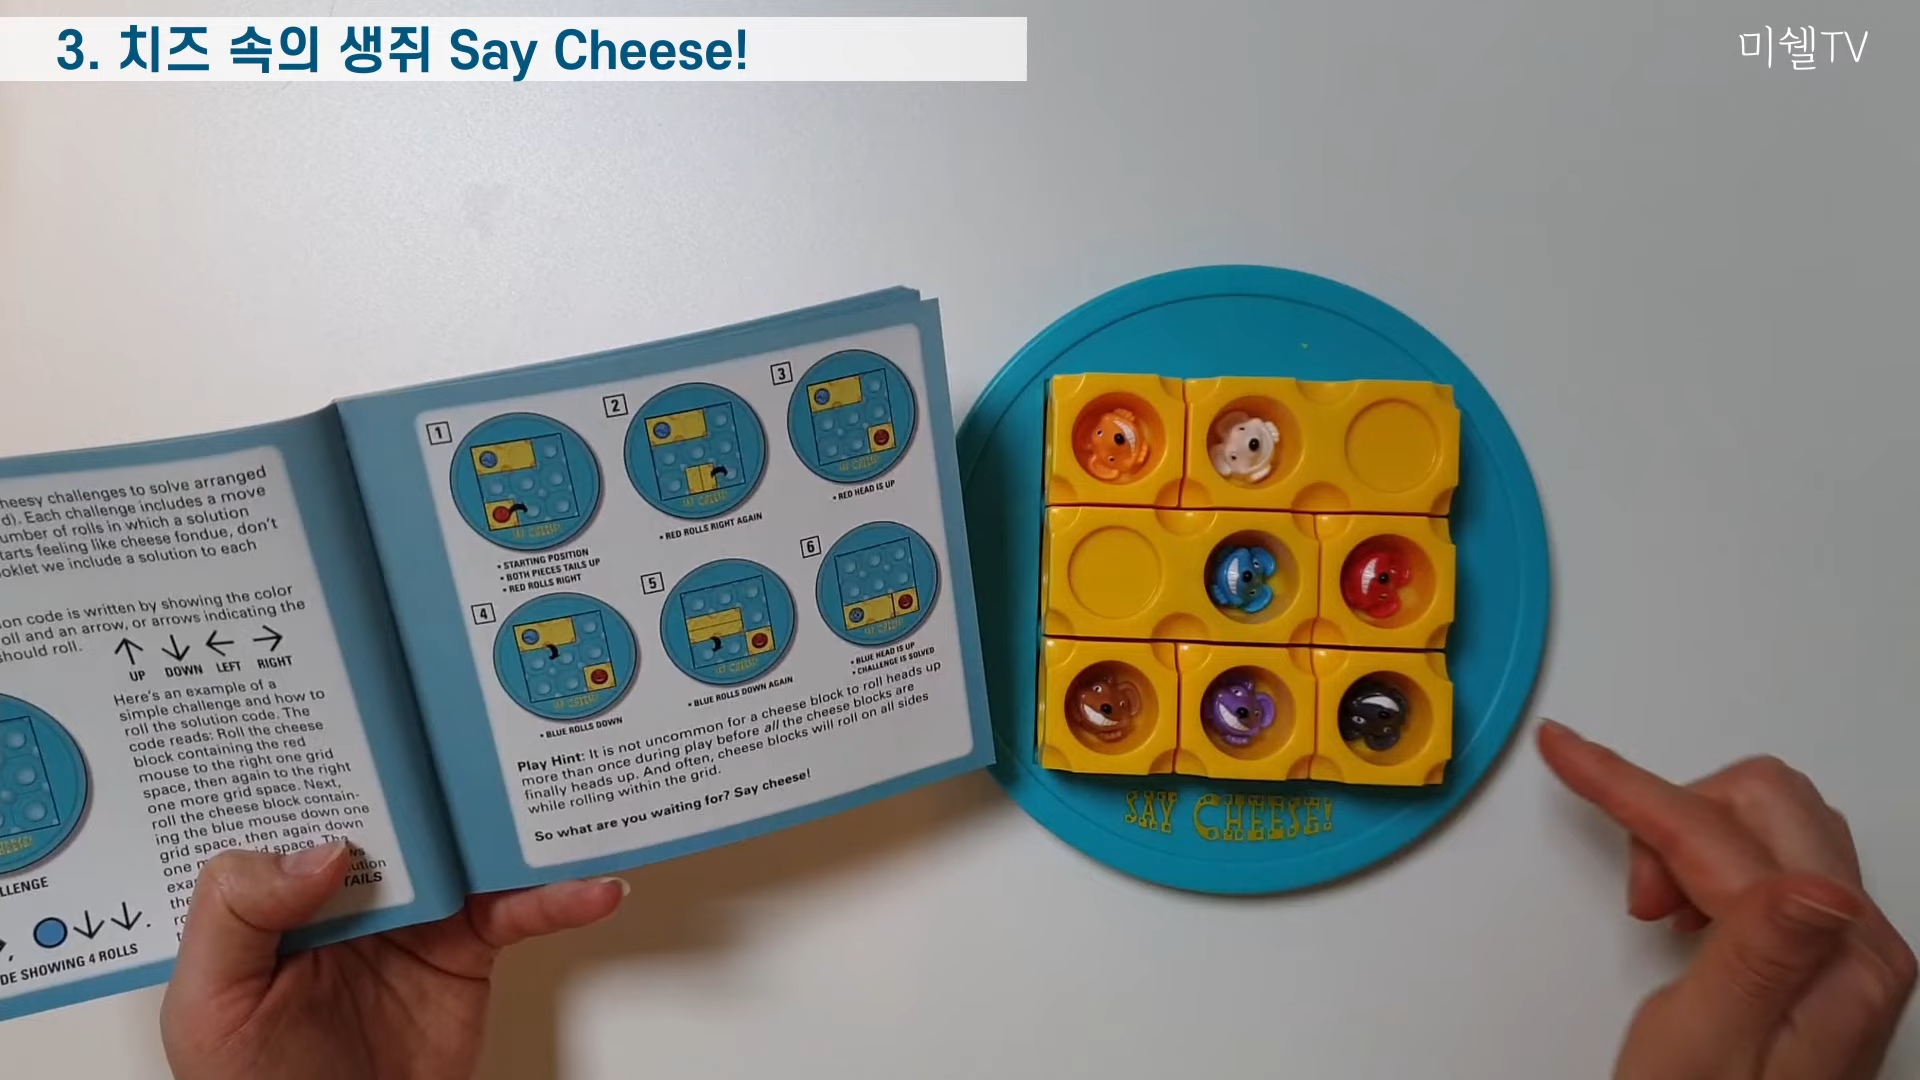 3. 치즈 속의 생쥐 Say Cheese!
미쉘TV
heesy challenges to solve arranged
d). Each challenge includes a move
umber of rolls in which a solution
tarts feeling like cheese fondue, don't
oklet we include a solution to each
on code is written by showing the color
oll and an arrow, or arrows indicating the
should roll.
UP DOWN LEFT RIGHT
Here's an example of a
simple challenge and how to
roll the solution code. The
code reads: Roll the cheese
block containing the red
mouse to the right one grid
space, then again to the right
one more grid space. Next,
roll the cheese block contain-
ing the blue mouse down one
grid space, then again down
one m id space. The
exa ution
the TAILS
LLENGE
DE SHOWING 4 ROLLS
1
• STARTING POSITION
• BOTH PIECES TAILS UP
• RED ROLLS RIGHT
2
• RED ROLLS RIGHT AGAIN
3
• RED HEAD IS UP
4
• BLUE ROLLS DOWN
5
• BLUE ROLLS DOWN AGAIN
6
• BLUE HEAD IS UP
• CHALLENGE IS SOLVED
Play Hint: It is not uncommon for a cheese block to roll heads up
more than once during play before all the cheese blocks are
finally heads up. And often, cheese blocks will roll on all sides
while rolling within the grid.
So what are you waiting for? Say cheese!
SAY CHEESE!